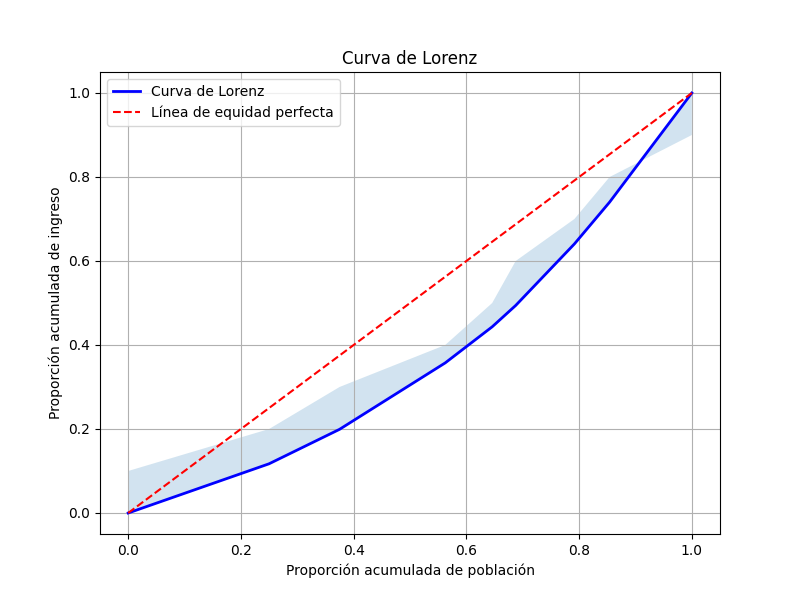 Curva de Lorenz
Curva de Lorenz
Línea de equidad perfecta
Proporción acumulada de ingreso
1.0
0.8
0.6
0.4
0.2
0.0
0.0 0.2 0.4 0.6 0.8 1.0
Proporción acumulada de población